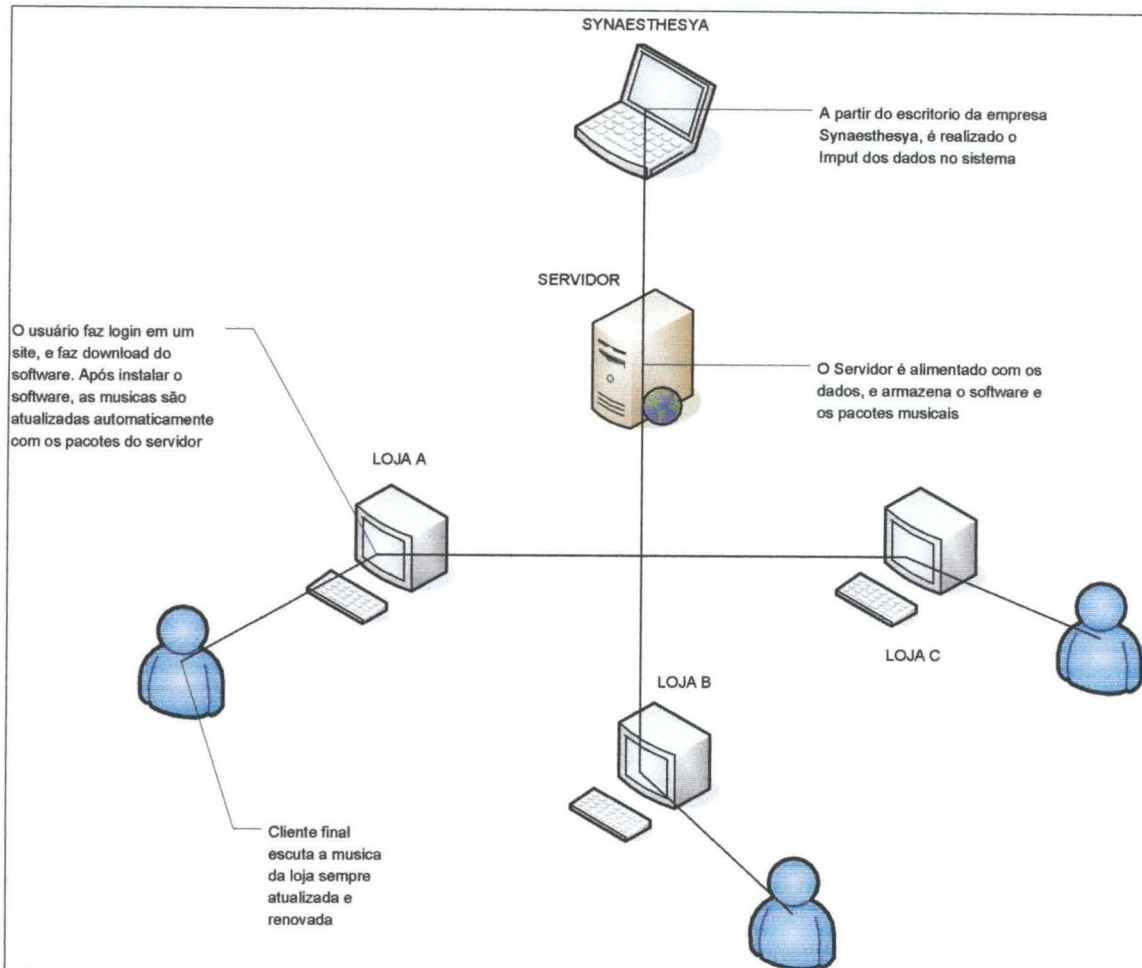 SYNAESTHESYA
A partir do escritorio da empresa
Synaesthesya, é realizado o
Imput dos dados no sistema
SERVIDOR
O usuário faz login em um
site, e faz download do
software. Após instalar o
software, as musicas são
atualizadas automaticamente
com os pacotes do servidor
O Servidor é alimentado com os
dados, e armazena o software e
os pacotes musicais
LOJA A
LOJA C
LOJA B
Cliente final
escuta a musica
da loja sempre
atualizada e
renovada